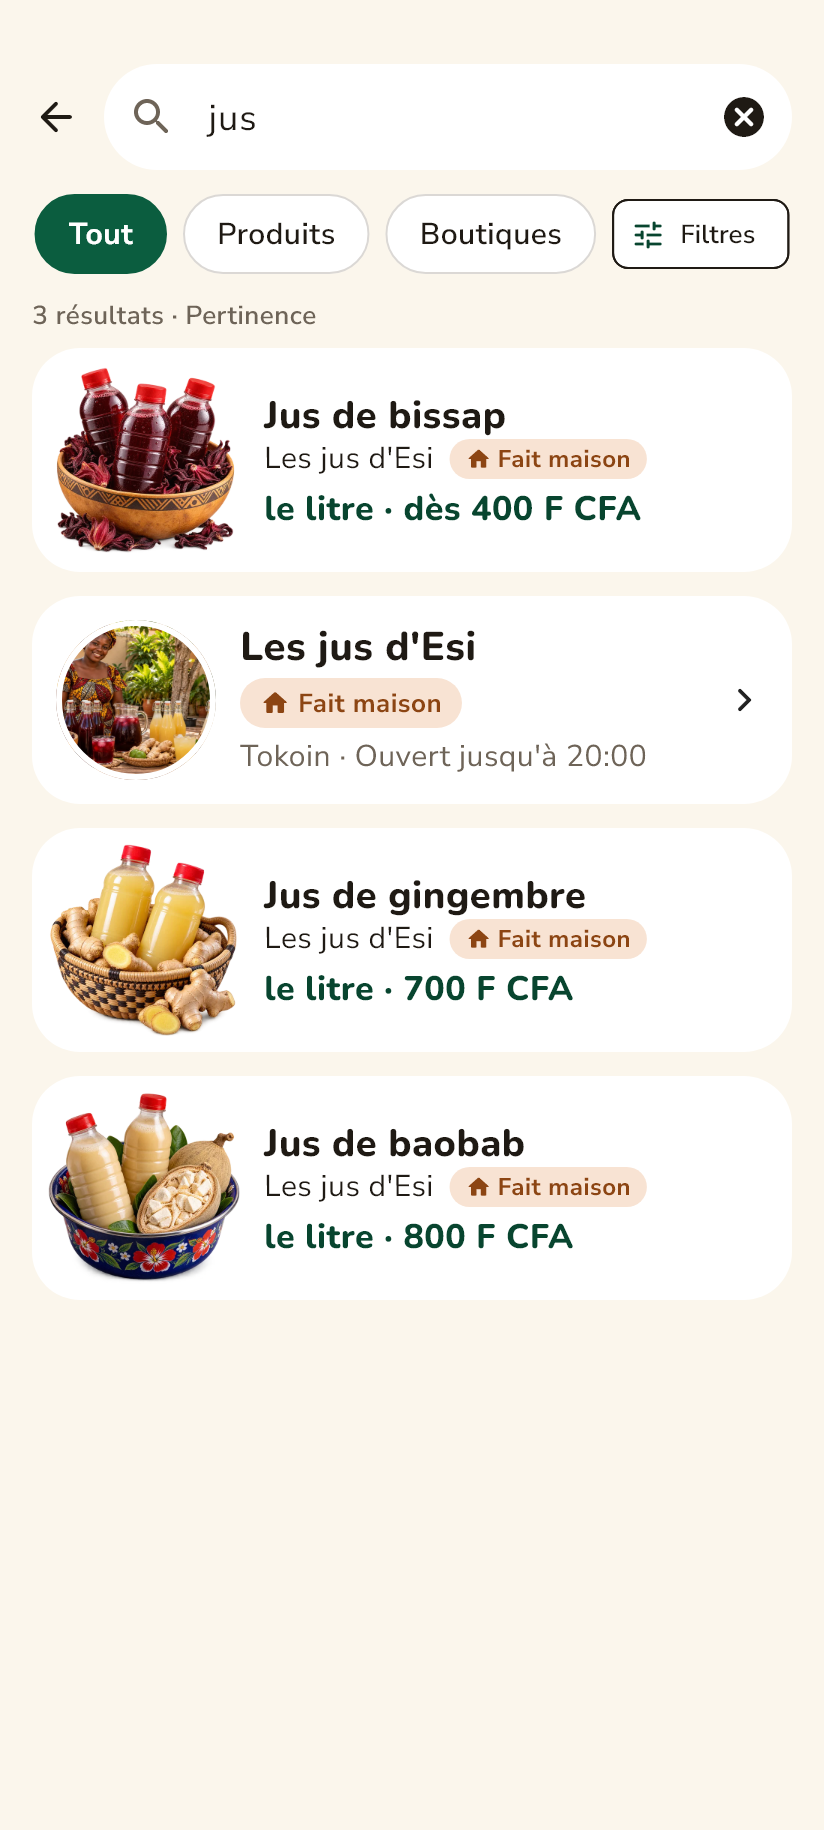 jus
Tout
Produits
Boutiques
Filtres
3 résultats · Pertinence
Jus de bissap
Les jus d'Esi
Fait maison
le litre · dès 400 F CFA
Les jus d'Esi
Fait maison
Tokoin · Ouvert jusqu'à 20:00
Jus de gingembre
Les jus d'Esi
Fait maison
le litre · 700 F CFA
Jus de baobab
Les jus d'Esi
Fait maison
le litre · 800 F CFA